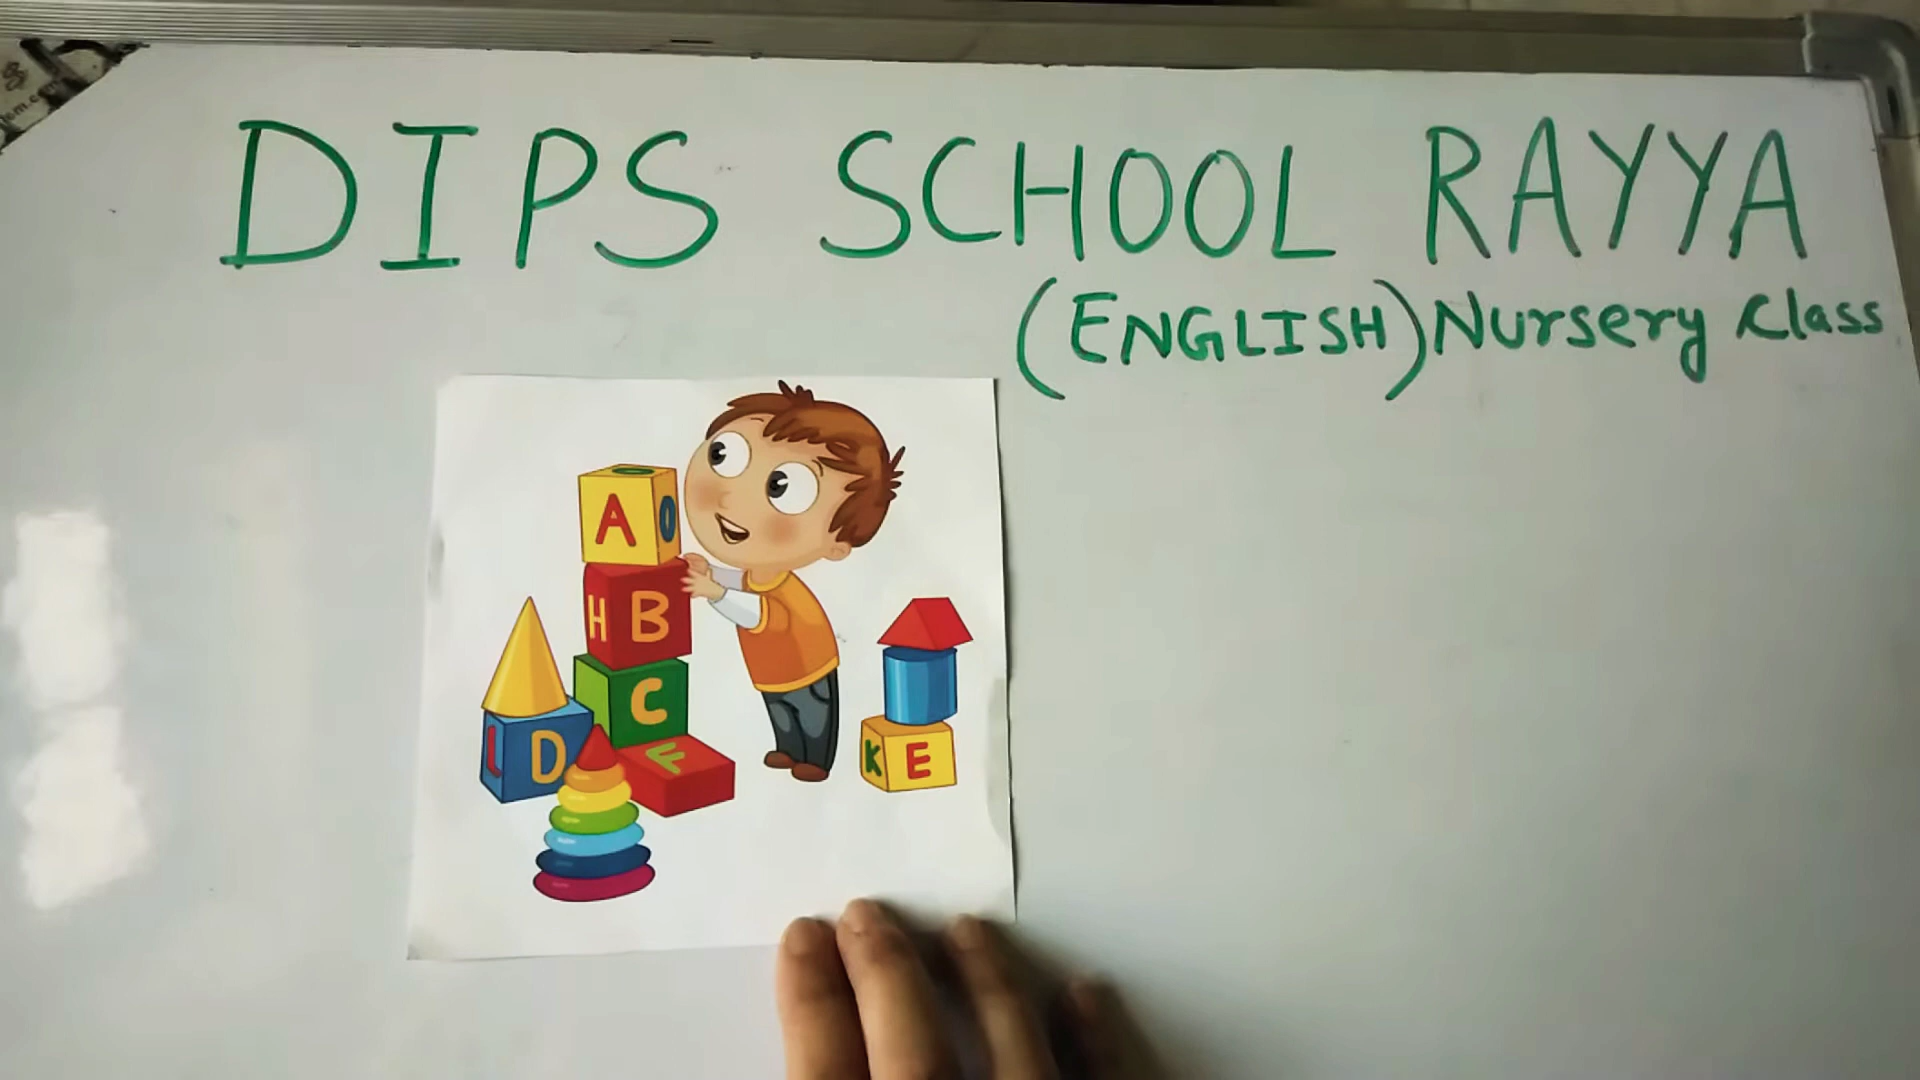 DIPS SCHOOL RAYYA
(ENGLISH) Nursery Class
A
H B
C
L D
F
K E